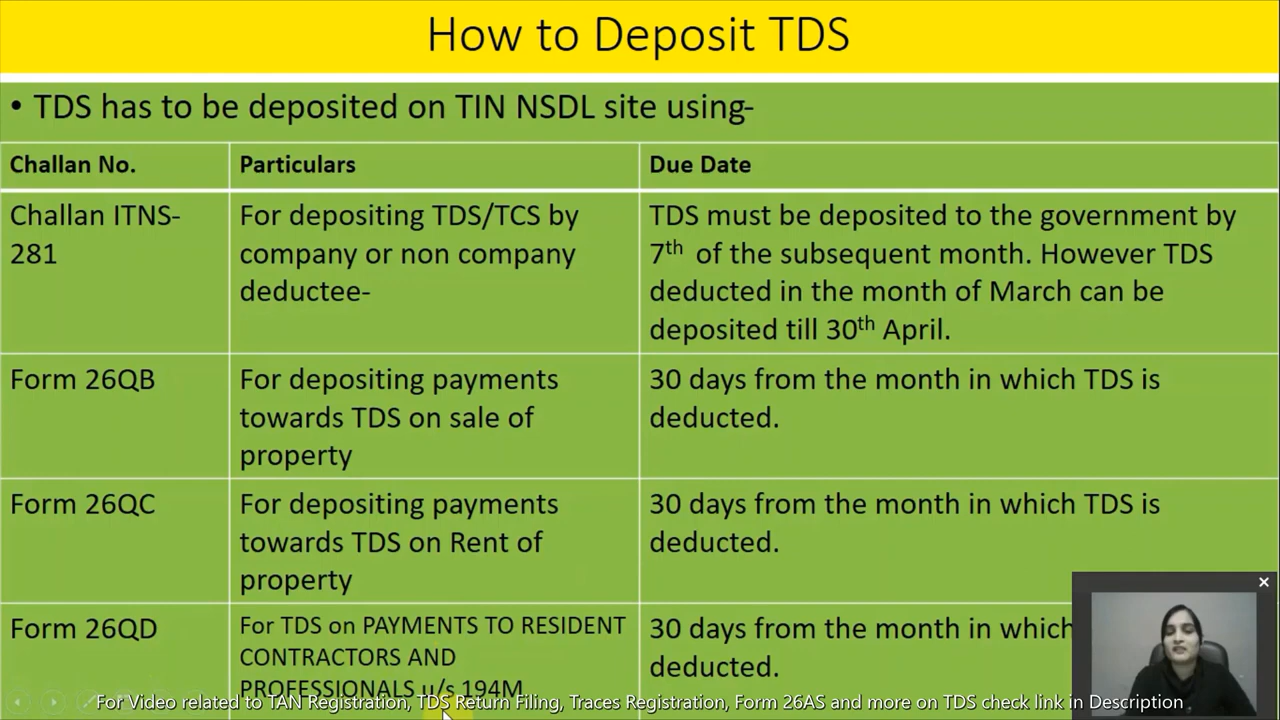 How to Deposit TDS
• TDS has to be deposited on TIN NSDL site using-
Challan No.
Particulars
Due Date
Challan ITNS-
281
For depositing TDS/TCS by
company or non company
deductee-
TDS must be deposited to the government by
7th of the subsequent month. However TDS
deducted in the month of March can be
deposited till 30th April.
Form 26QB
For depositing payments
towards TDS on sale of
property
30 days from the month in which TDS is
deducted.
Form 26QC
For depositing payments
towards TDS on Rent of
property
30 days from the month in which TDS is
deducted.
Form 26QD
For TDS on PAYMENTS TO RESIDENT
CONTRACTORS AND
PROFESSIONALS u/s 194M
30 days from the month in which
deducted.
For Video related to TAN Registration, TDS Return Filing, Traces Registration, Form 26AS and more on TDS check link in Description